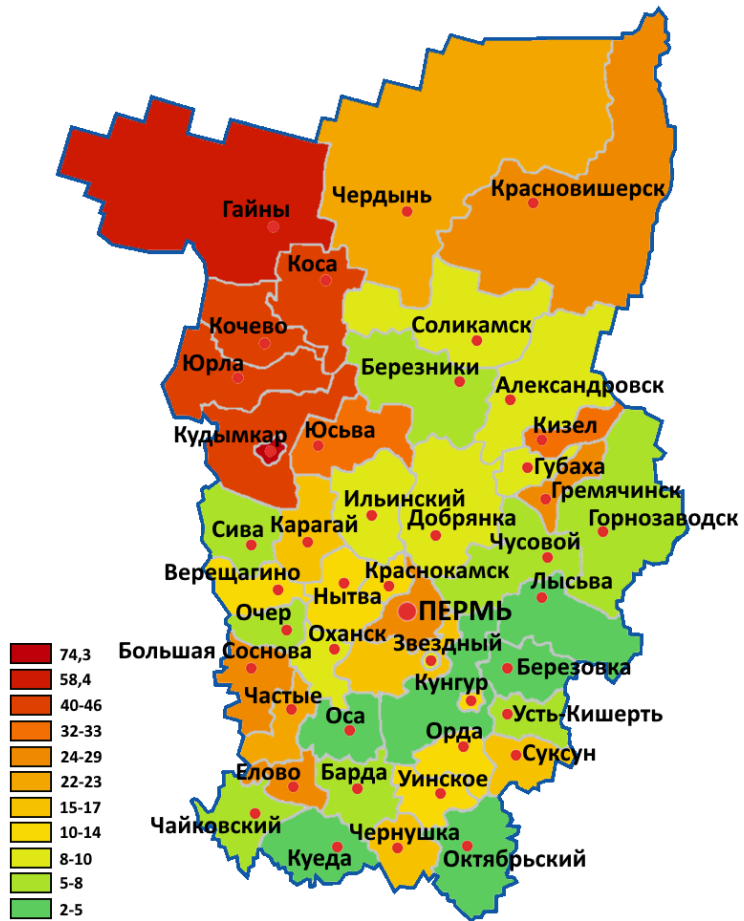 Красновишерск
Чердынь
Гайны
Коса
Кочево
Соликамск
Юрла
Березники
Александровск
Кудымкар
Юсьва
Кизел
Губаха
Гремячинск
Ильинский
Добрянка
Горнозаводск
Сива
Карагай
Чусовой
Верещагино
Краснокамск
Лысьва
Нытва
Очер
ПЕРМЬ
Оханск
Звездный
Большая Соснова
Березовка
Кунгур
Частые
Оса
Усть-Кишерть
Орда
Суксун
Елово
Барда
Уинское
Чайковский
Куеда
Чернушка
Октябрьский
74,3
58,4
40-46
32-33
24-29
22-23
15-17
10-14
8-10
5-8
2-5